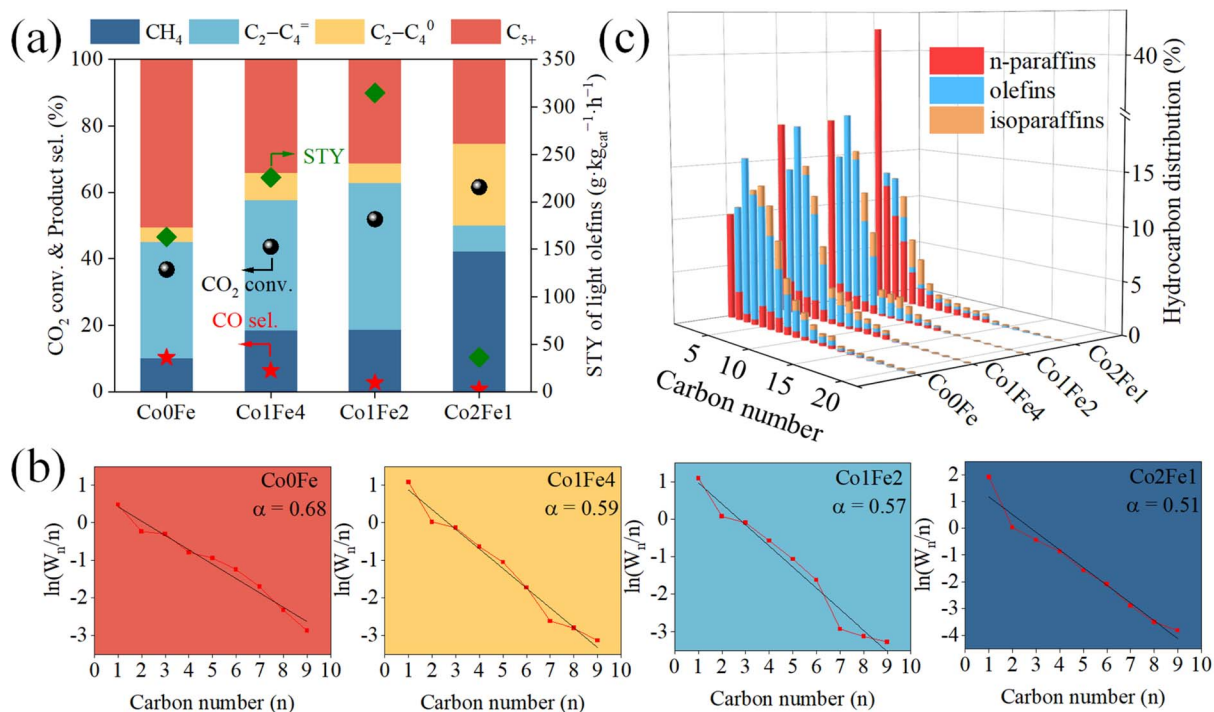 (a)
CH4
C2–C4=
C2–C40
C5+
CO2 conv. & Product sel. (%)
100
80
60
40
20
0
STY
CO2 conv.
CO sel.
Co0Fe
Co1Fe4
Co1Fe2
Co2Fe1
350
300
250
200
150
100
50
0
STY of light olefins (g·kgcat−1·h−1)
(c)
n-paraffins
olefins
isoparaffins
40
15
10
5
0
Hydrocarbon distribution (%)
5
10
15
20
Carbon number
Co0Fe
Co1Fe4
Co1Fe2
Co2Fe1
(b)
Co0Fe
α = 0.68
ln(Wn/n)
1
0
-1
-2
-3
0 1 2 3 4 5 6 7 8 9 10
Carbon number (n)
Co1Fe4
α = 0.59
ln(Wn/n)
1
0
-1
-2
-3
0 1 2 3 4 5 6 7 8 9 10
Carbon number (n)
Co1Fe2
α = 0.57
ln(Wn/n)
1
0
-1
-2
-3
0 1 2 3 4 5 6 7 8 9 10
Carbon number (n)
Co2Fe1
α = 0.51
ln(Wn/n)
2
1
0
-1
-2
-3
-4
0 1 2 3 4 5 6 7 8 9 10
Carbon number (n)